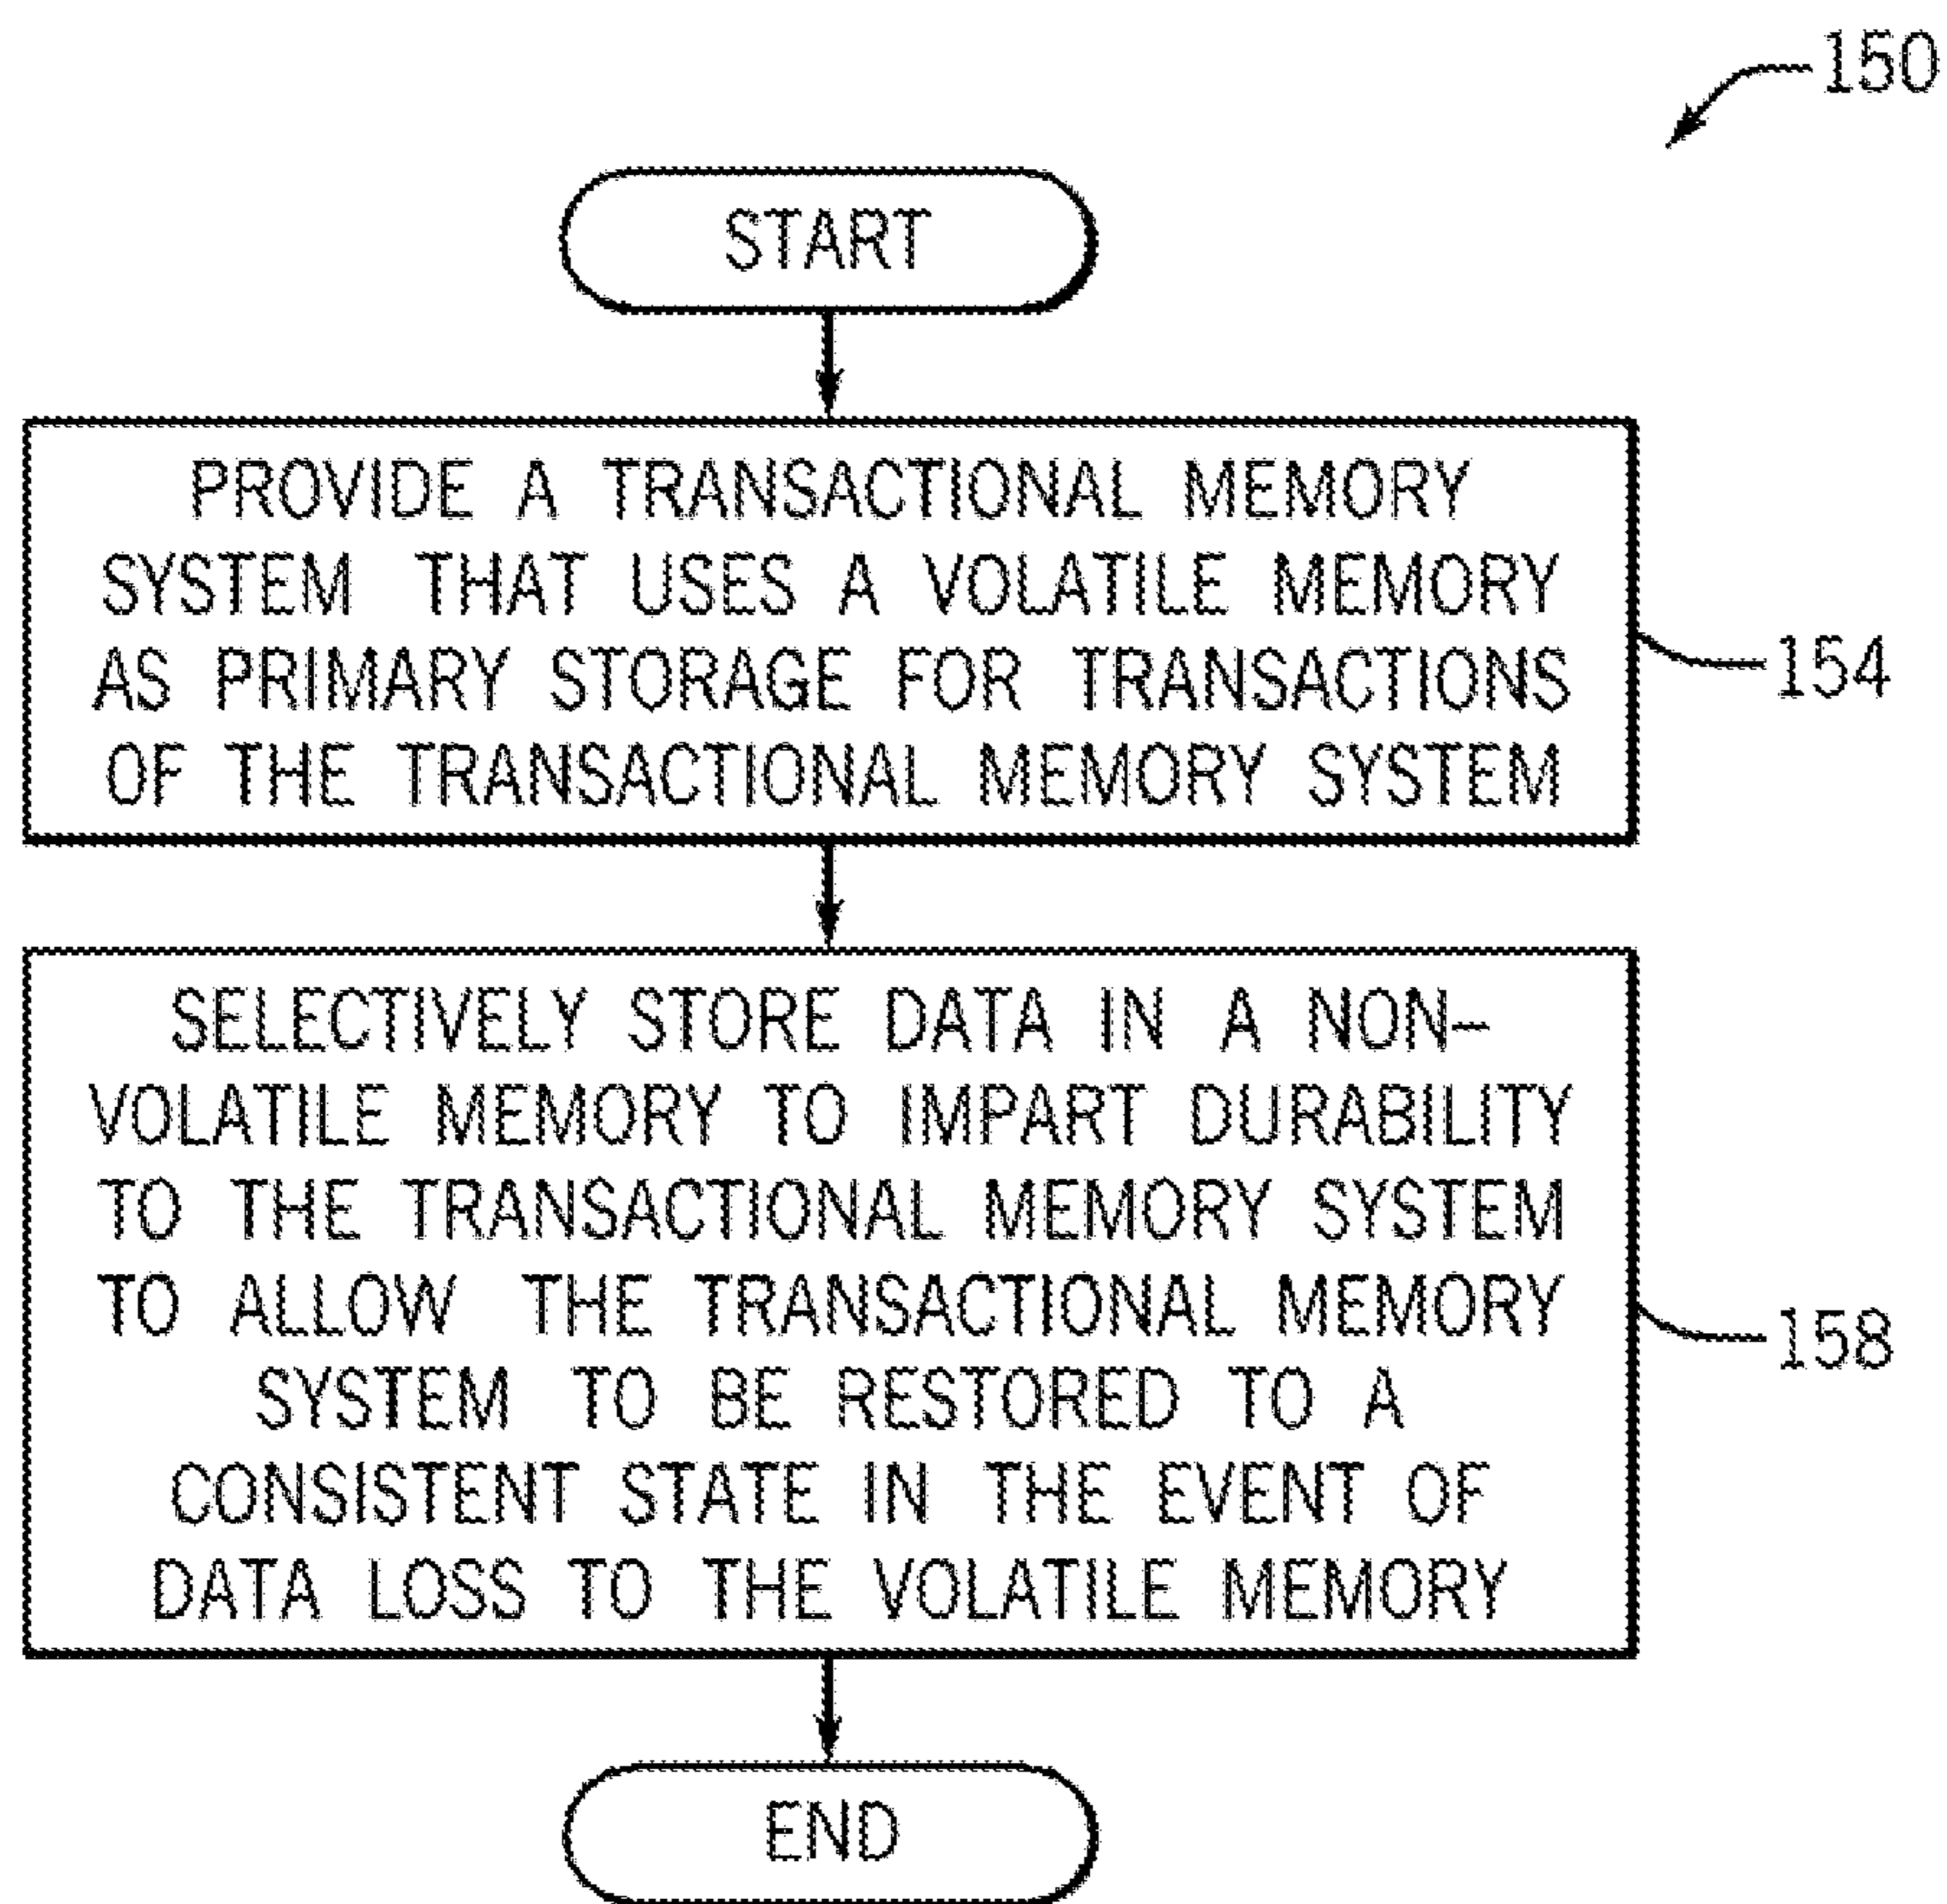 150
START
PROVIDE A TRANSACTIONAL MEMORY
SYSTEM THAT USES A VOLATILE MEMORY
AS PRIMARY STORAGE FOR TRANSACTIONS
OF THE TRANSACTIONAL MEMORY SYSTEM
154
SELECTIVELY STORE DATA IN A NON-
VOLATILE MEMORY TO IMPART DURABILITY
TO THE TRANSACTIONAL MEMORY SYSTEM
TO ALLOW THE TRANSACTIONAL MEMORY
SYSTEM TO BE RESTORED TO A
CONSISTENT STATE IN THE EVENT OF
DATA LOSS TO THE VOLATILE MEMORY
158
END